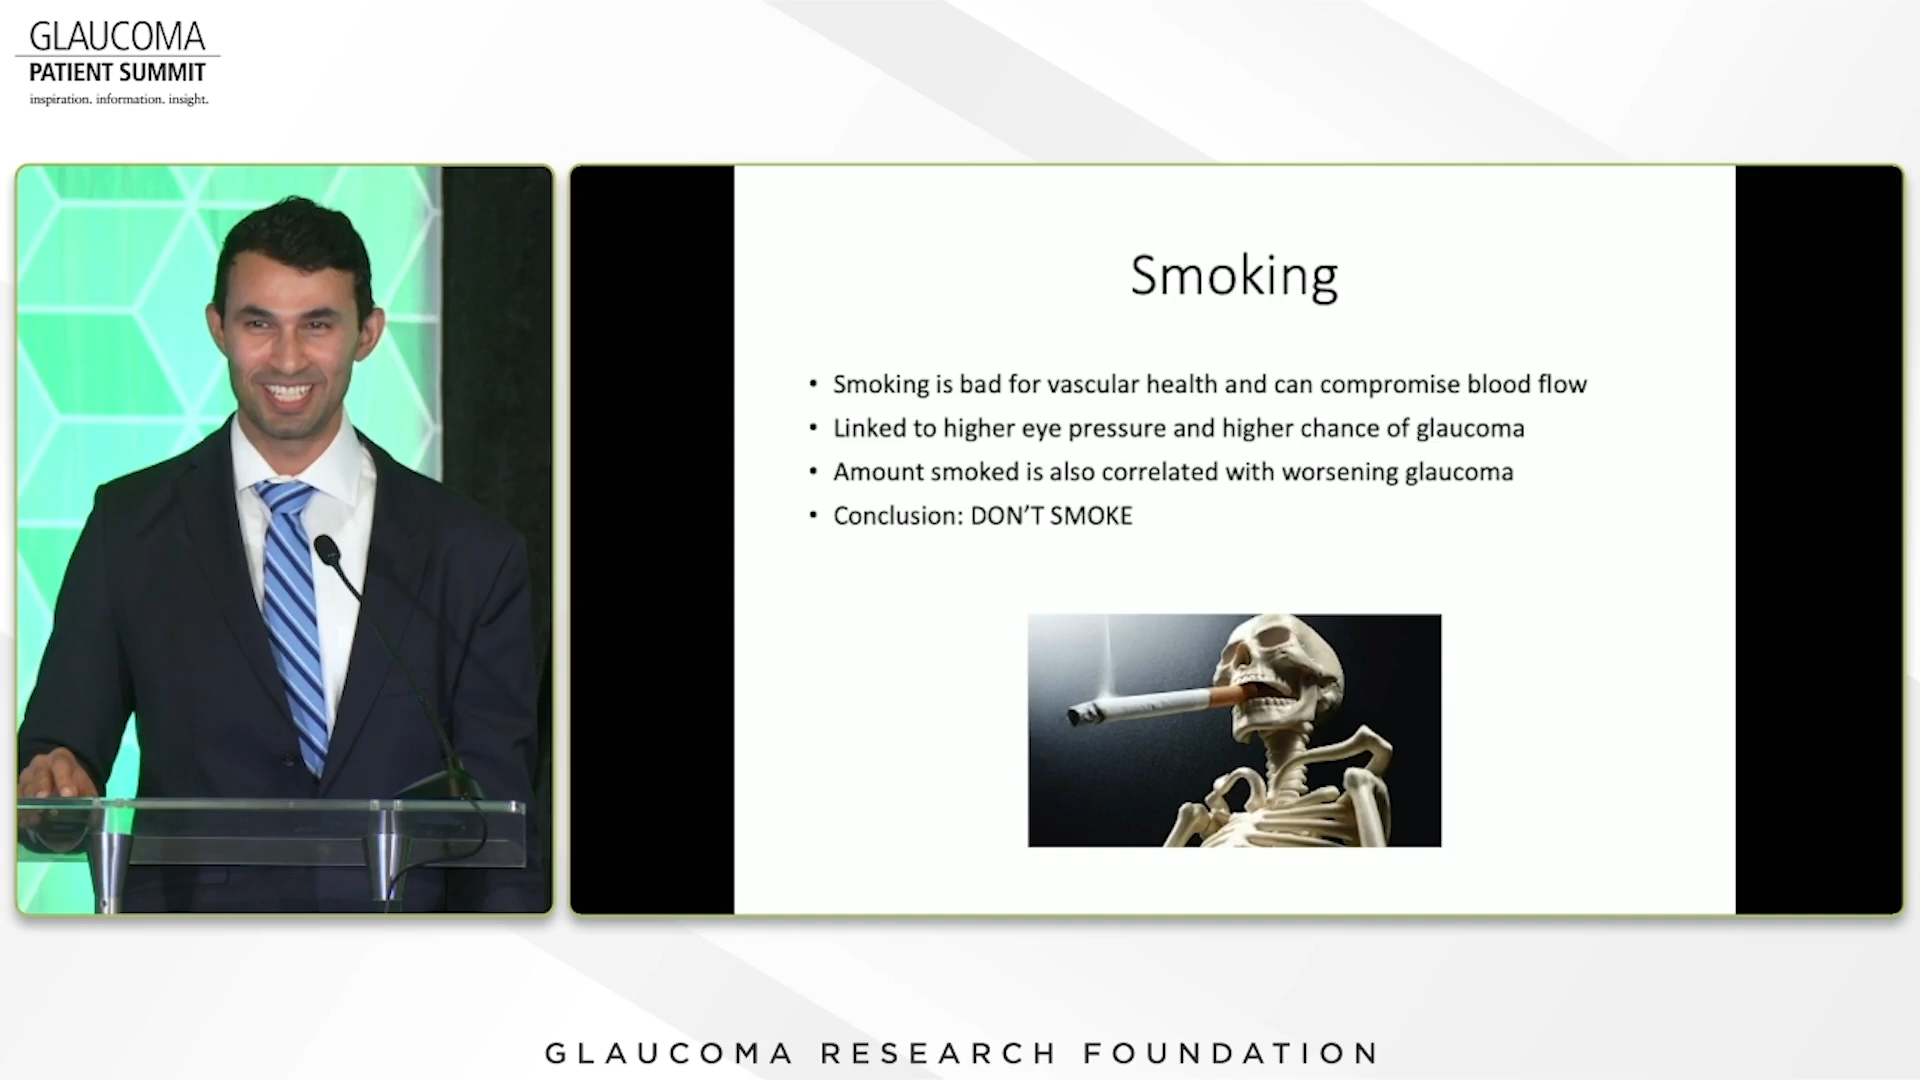 GLAUCOMA
PATIENT SUMMIT
inspiration. information. insight.
Smoking
• Smoking is bad for vascular health and can compromise blood flow
• Linked to higher eye pressure and higher chance of glaucoma
• Amount smoked is also correlated with worsening glaucoma
• Conclusion: DON’T SMOKE
GLAUCOMA RESEARCH FOUNDATION